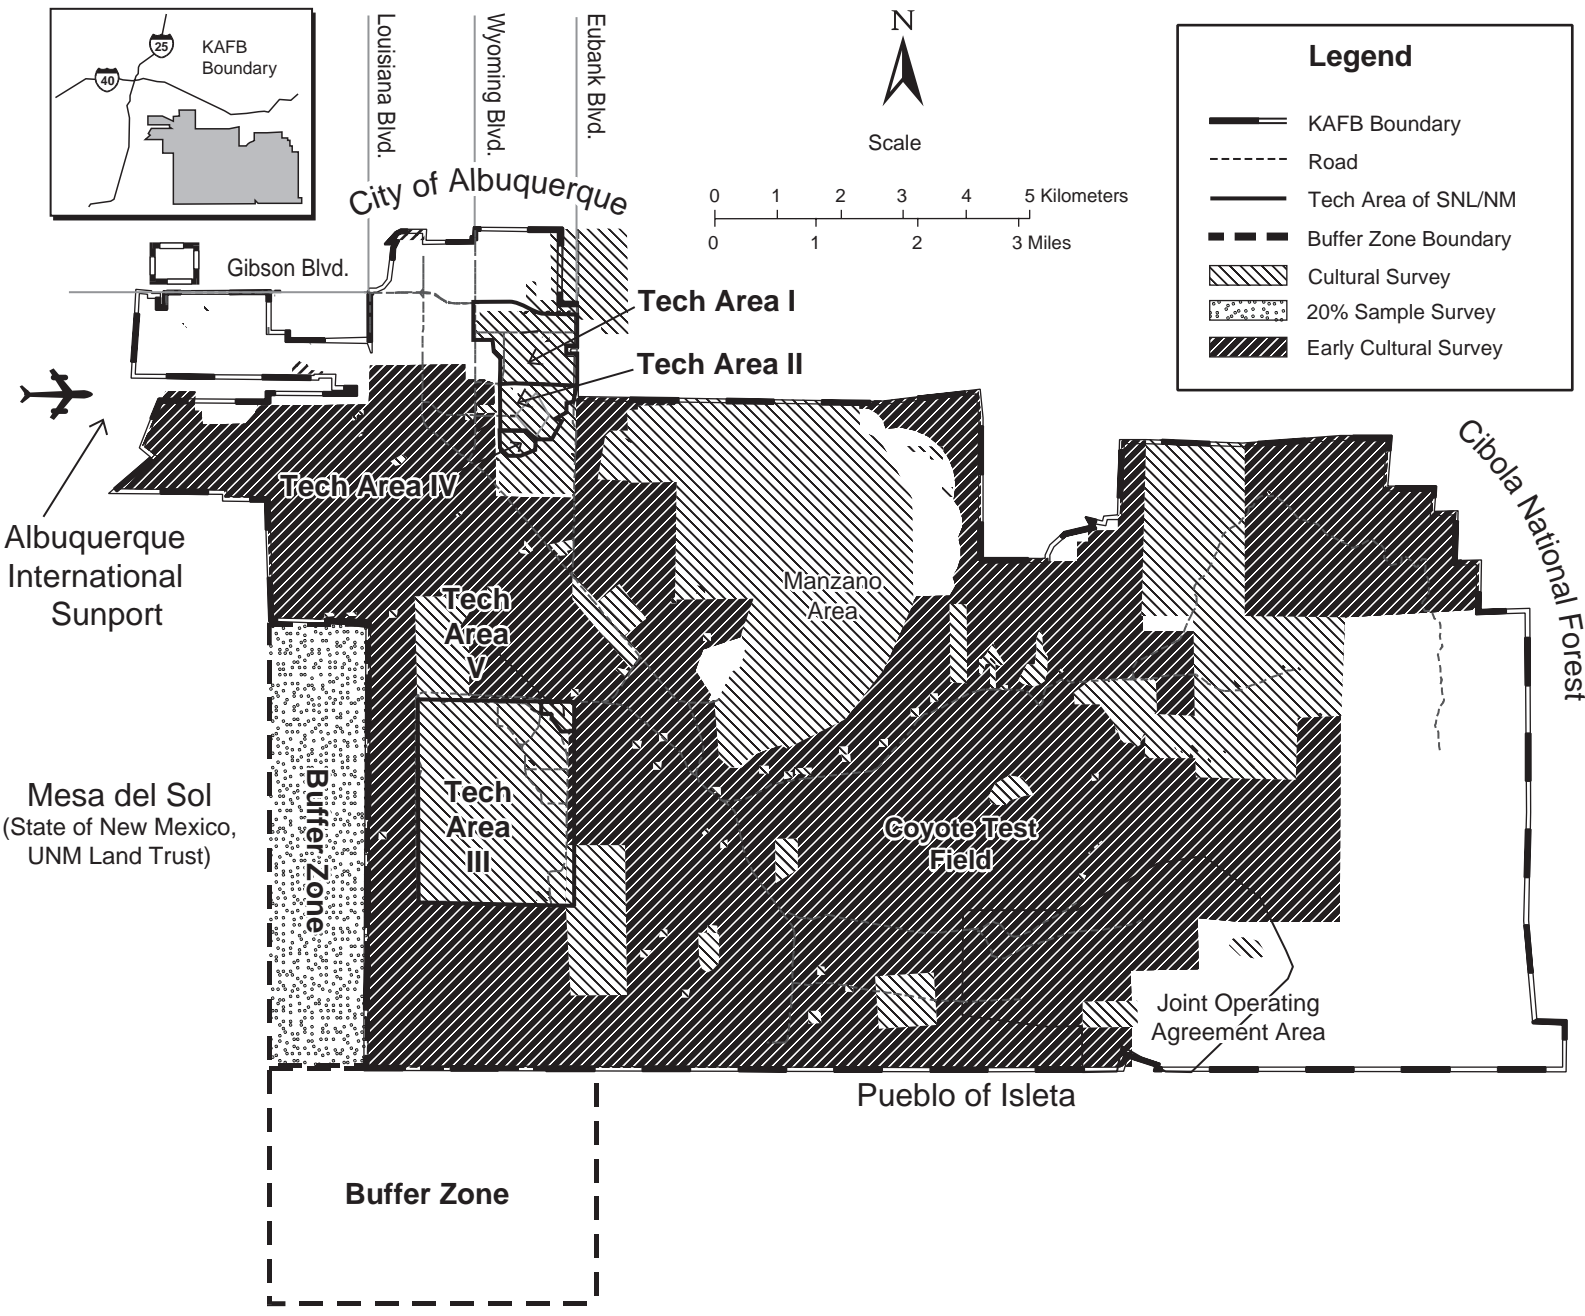 25
KAFB
Boundary
40
Louisiana Blvd.
Wyoming Blvd.
Eubank Blvd.
N
Scale
0 1 2 3 4 5 Kilometers
0 1 2 3 Miles
Legend
KAFB Boundary
Road
Tech Area of SNL/NM
Buffer Zone Boundary
Cultural Survey
20% Sample Survey
Early Cultural Survey
City of Albuquerque
Gibson Blvd.
Tech Area I
Tech Area II
Tech Area IV
Cibola National Forest
Albuquerque
International
Sunport
Tech
Area
V
Manzano
Area
Mesa del Sol
(State of New Mexico,
UNM Land Trust)
Buffer Zone
Tech
Area
III
Coyote Test
Field
Joint Operating
Agreement Area
Pueblo of Isleta
Buffer Zone